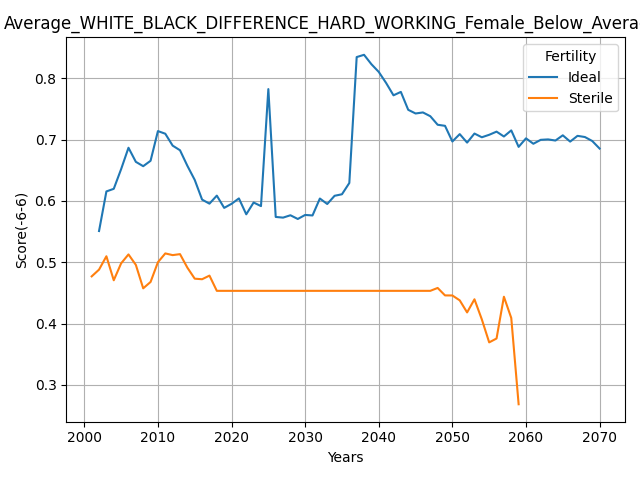 Average_WHITE_BLACK_DIFFERENCE_HARD_WORKING_Female_Below_Avera
Fertility
Ideal
Sterile
Score(-6-6)
0.8
0.7
0.6
0.5
0.4
0.3
2000 2010 2020 2030 2040 2050 2060 2070
Years